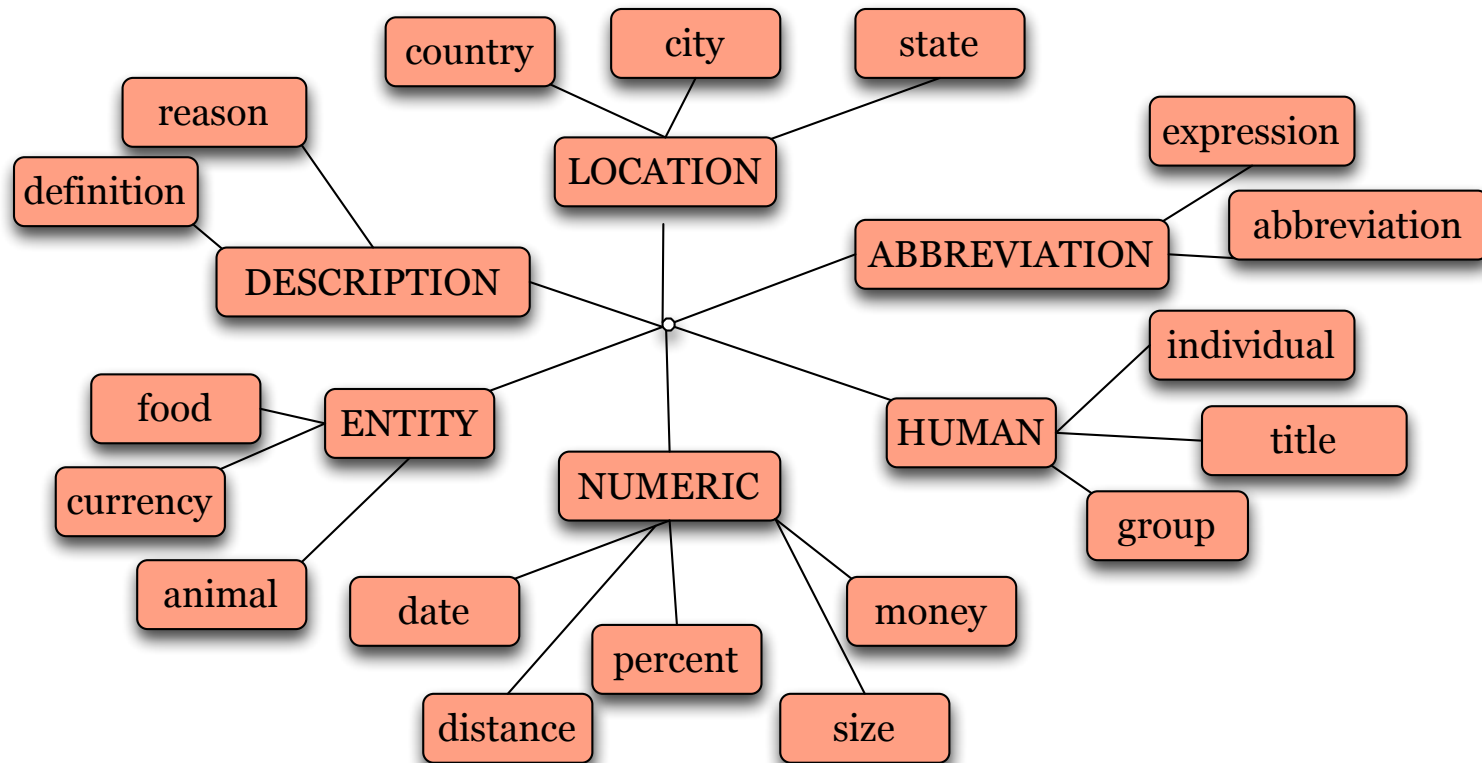 country
city
state
reason
expression
definition
LOCATION
abbreviation
ABBREVIATION
DESCRIPTION
individual
food
ENTITY
HUMAN
title
currency
NUMERIC
group
animal
date
money
percent
distance
size